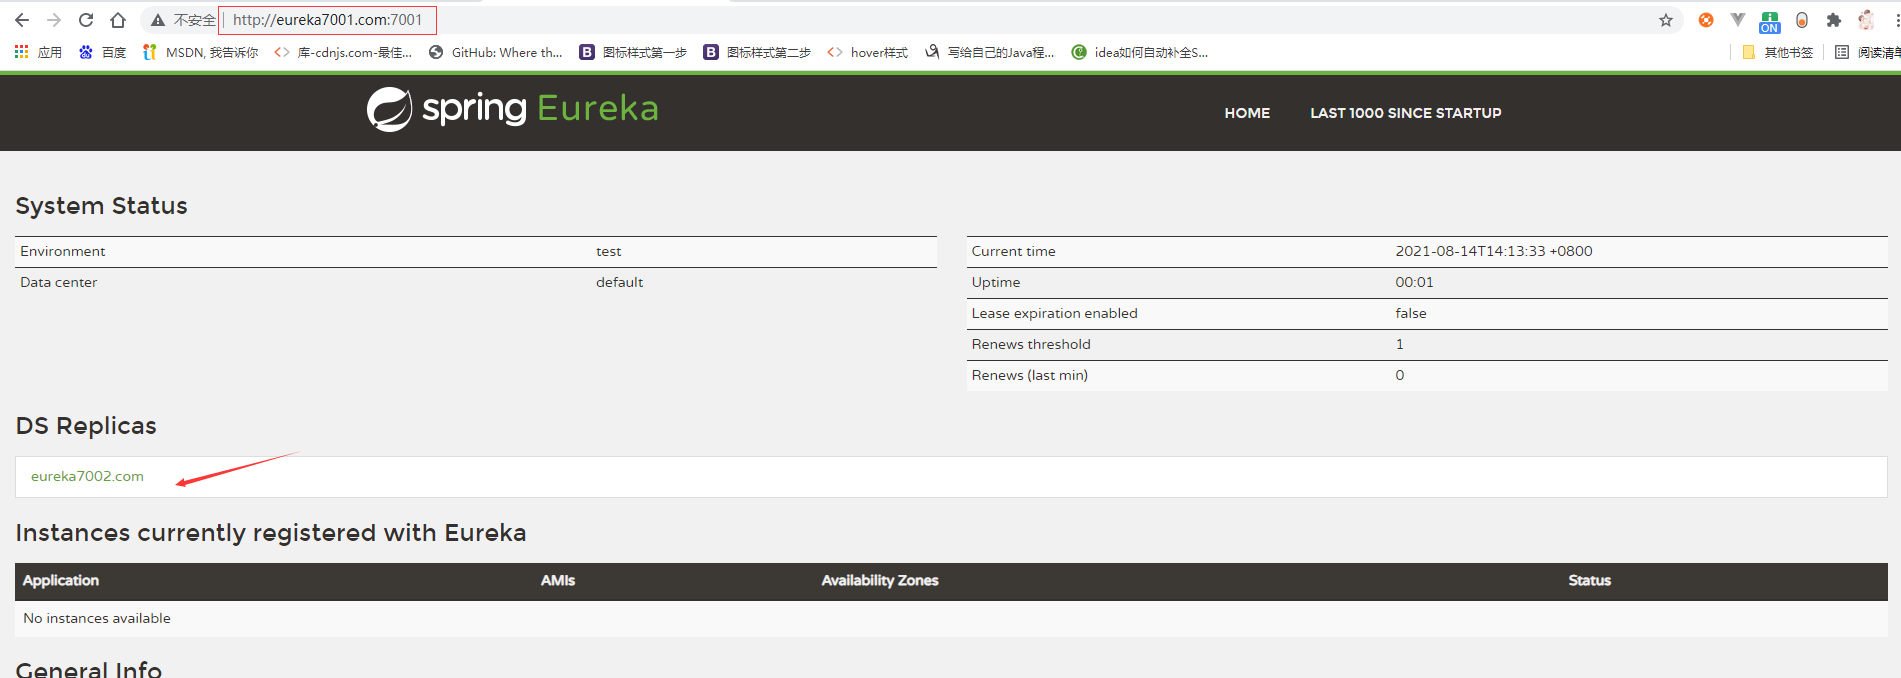 不安全 http://eureka7001.com:7001
ON
应用 百度 MSDN, 我告诉你 库-cdnjs.com-最佳... GitHub: Where th... B 图标样式第一步 B 图标样式第二步 hover样式 写给自己的Java程... idea如何自动补全S... 其他书签 阅读清单
spring Eureka HOME LAST 1000 SINCE STARTUP
System Status
Environment test Current time 2021-08-14T14:13:33 +0800
Data center default Uptime 00:01
Lease expiration enabled false
Renews threshold 1
Renews (last min) 0
DS Replicas
eureka7002.com
Instances currently registered with Eureka
Application AMIs Availability Zones Status
No instances available
General Info